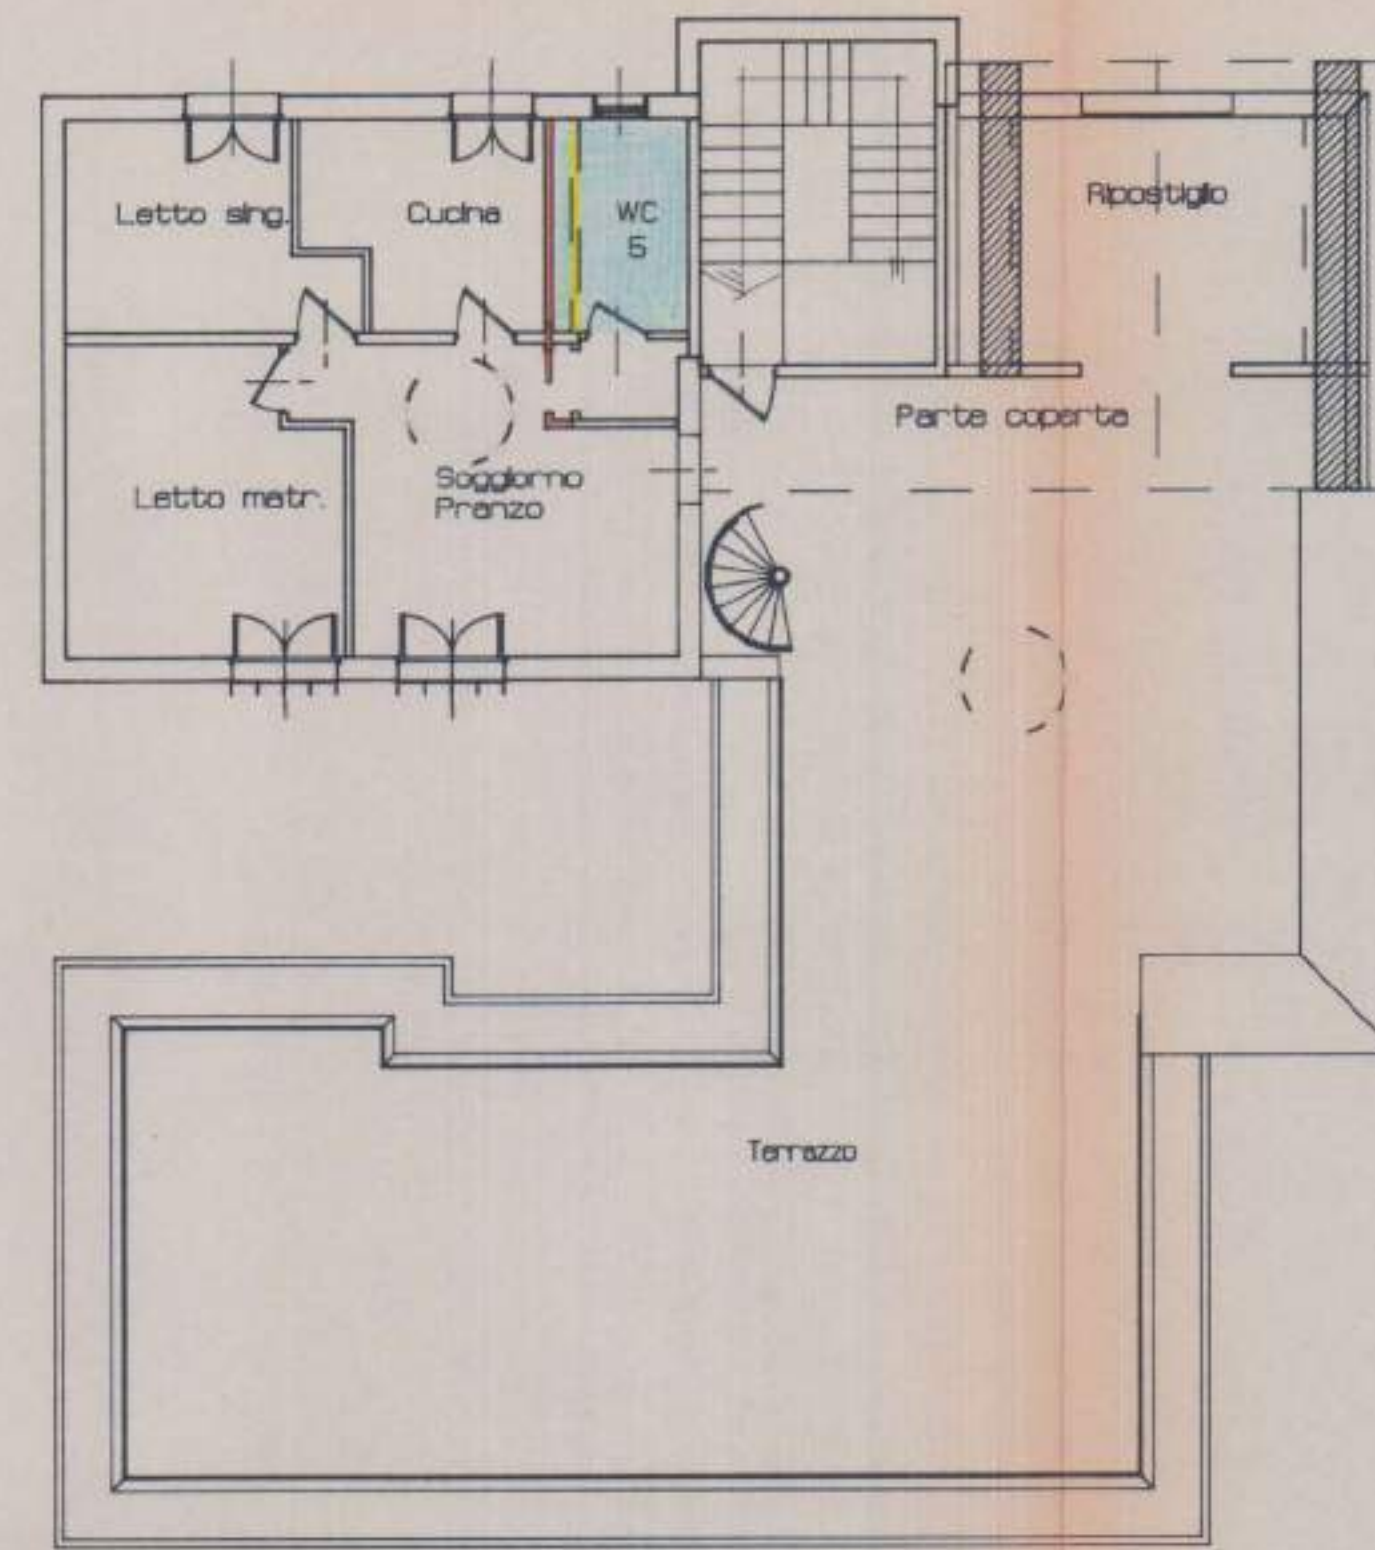 Letto sing.
Cucina
WC
5
Ripostiglio
Parte coperta
Letto matr.
Soggiorno
Pranzo
Terrazzo